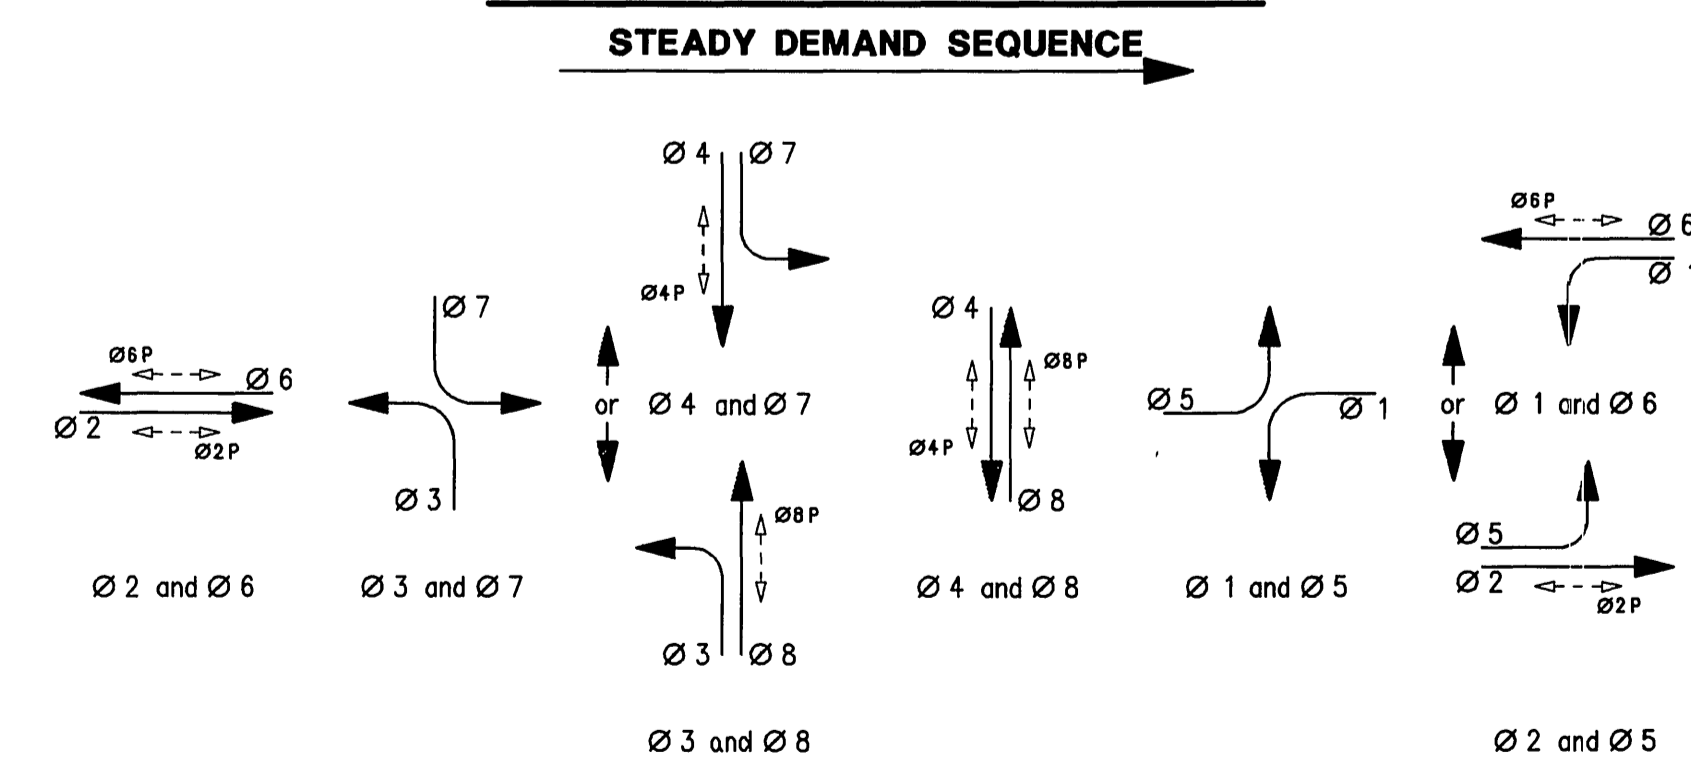 STEADY DEMAND SEQUENCE
Ø6P
Ø 6
Ø 2
Ø2P
Ø 2 and Ø 6
Ø 7
Ø 3
Ø 3 and Ø 7
or
Ø 4 Ø 7
Ø4P
Ø 4 and Ø 7
Ø8P
Ø 3 Ø 8
Ø 3 and Ø 8
Ø 4
Ø8P
Ø4P
Ø 8
Ø 4 and Ø 8
Ø 5
Ø 1
Ø 1 and Ø 5
or
Ø6P
Ø 6
Ø
Ø 1 and Ø 6
Ø 5
Ø 2
Ø2P
Ø 2 and Ø 5